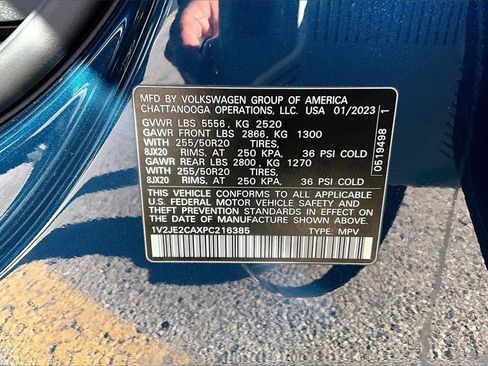 MFD BY VOLKSWAGEN GROUP OF AMERICA
CHATTANOOGA OPERATIONS, LLC. USA 01/2023
GVWR LBS 5556, KG 2520
GAWR FRONT LBS 2866, KG 1300
WITH 255/50R20 TIRES,
8JX20 RIMS, AT 250 KPA, 36 PSI COLD
GAWR REAR LBS 2800, KG 1270
WITH 255/50R20 TIRES,
8JX20 RIMS, AT 250 KPA, 36 PSI COLD
THIS VEHICLE CONFORMS TO ALL APPLICABLE
U.S. FEDERAL MOTOR VEHICLE SAFETY AND
THEFT PREVENTION STANDARDS IN EFFECT ON
THE DATE OF MANUFACTURE SHOWN ABOVE.
1V2JE2CAXPC216385 TYPE: MPV
0519498 1